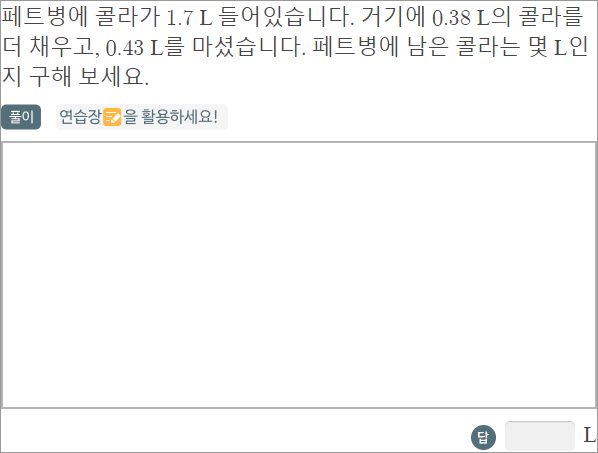 페트병에 콜라가 1.7 L 들어있습니다. 거기에 0.38 L의 콜라를
더 채우고, 0.43 L를 마셨습니다. 페트병에 남은 콜라는 몇 L인
지 구해 보세요.
풀이 연습장을 활용하세요!
답 L